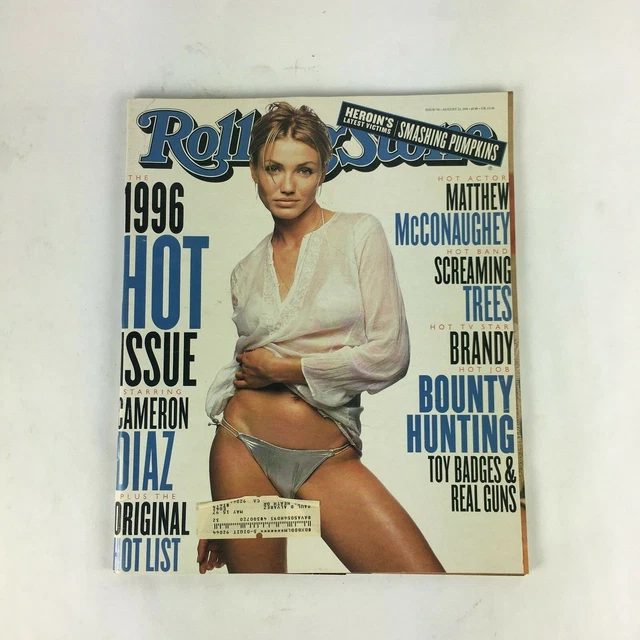 Rolling Stone
HEROIN'S
LATEST VICTIMS
SMASHING PUMPKINS
THE
1996
HOT
ISSUE
STARRING
CAMERON
DIAZ
PLUS THE
ORIGINAL
HOT LIST
HOT ACTOR
MATTHEW
McCONAUGHEY
HOT BAND
SCREAMING
TREES
HOT TV STAR
BRANDY
HOT JOB
BOUNTY
HUNTING
TOY BADGES &
REAL GUNS